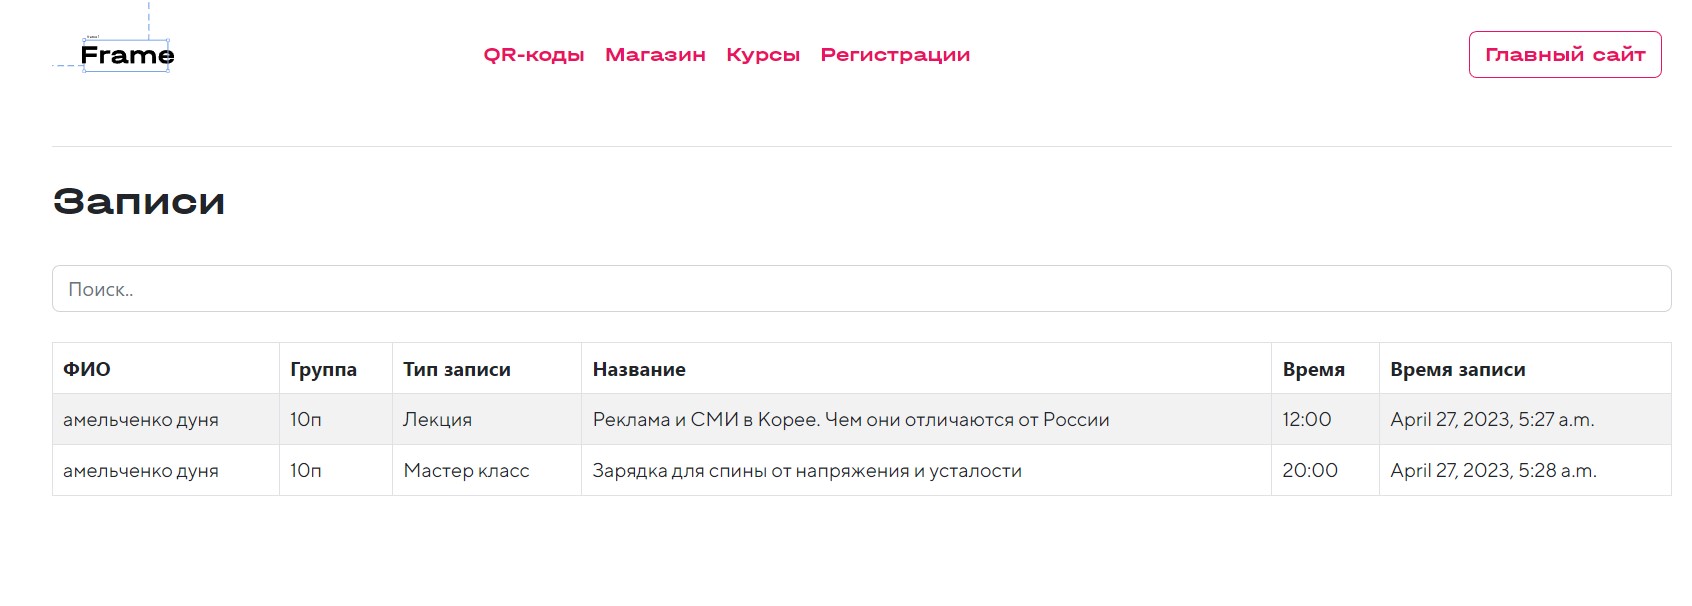 Frame
QR-коды Магазин Курсы Регистрации
Главный сайт
Записи
Поиск..
ФИО Группа Тип записи Название Время Время записи
амельченко дуня 10п Лекция Реклама и СМИ в Корее. Чем они отличаются от России 12:00 April 27, 2023, 5:27 a.m.
амельченко дуня 10п Мастер класс Зарядка для спины от напряжения и усталости 20:00 April 27, 2023, 5:28 a.m.